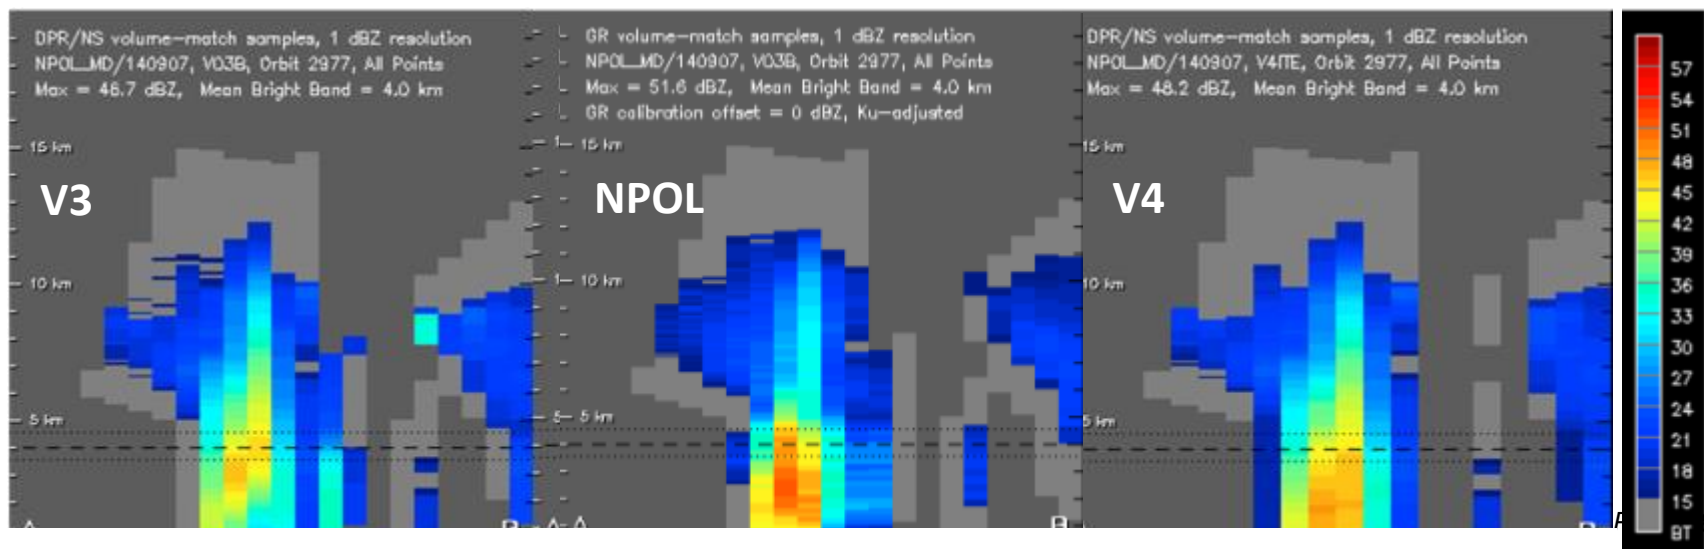 DPR/NS volume-match samples, 1 dBZ resolution
NPOL_MD/140907, V03B, Orbit 2977, All Points
Max = 46.7 dBZ, Mean Bright Band = 4.0 km
15 km
V3
10 km
5 km
A
B
GR volume-match samples, 1 dBZ resolution
NPOL_MD/140907, V03B, Orbit 2977, All Points
Max = 51.6 dBZ, Mean Bright Band = 4.0 km
GR calibration offset = 0 dBZ, Ku-adjusted
15 km
NPOL
10 km
5 km
A
B
DPR/NS volume-match samples, 1 dBZ resolution
NPOL_MD/140907, V4ITE, Orbit 2977, All Points
Max = 48.2 dBZ, Mean Bright Band = 4.0 km
15 km
V4
10 km
5 km
B
57
54
51
48
45
42
39
36
33
30
27
24
21
18
15
BT